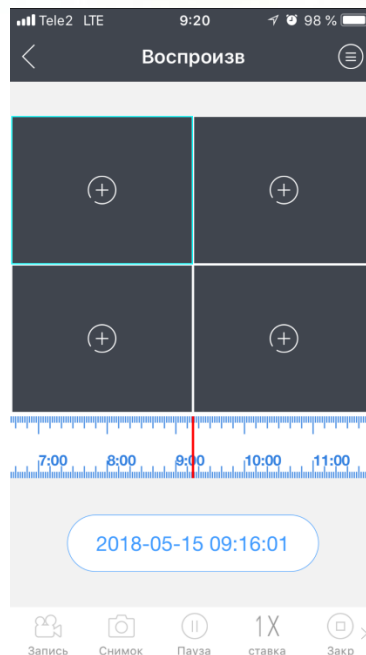 Tele2 LTE 9:20 98 %
Воспроизв
7:00 8:00 9:00 10:00 11:00
2018-05-15 09:16:01
1X
Запись Снимок Пауза ставка Закр